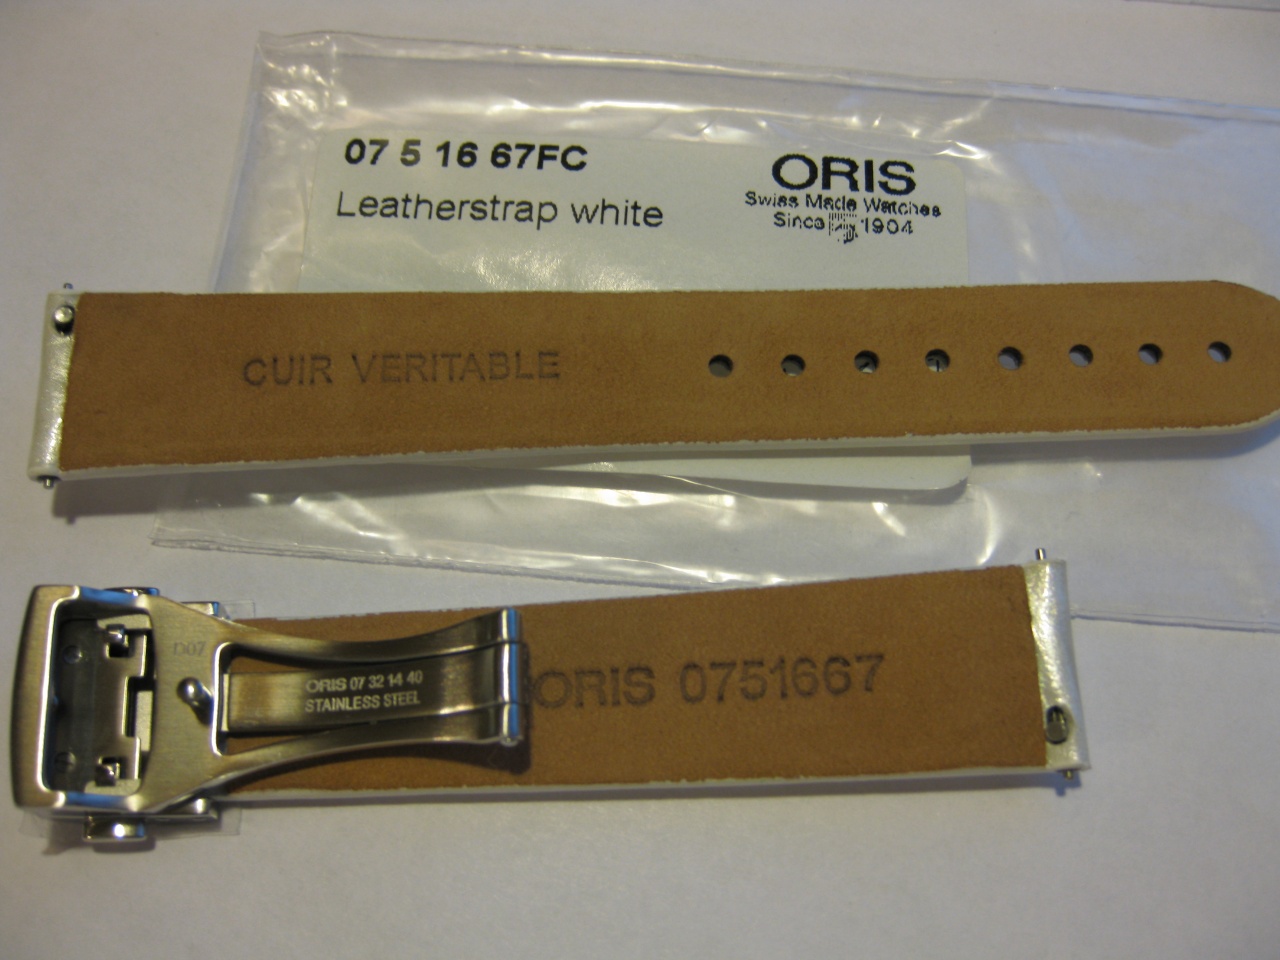 07 5 16 67FC
Leatherstrap white
ORIS
Swiss Made Watches
Since 1904
CUIR VERITABLE
D07
ORIS 07 32 14 40
STAINLESS STEEL
ORIS 0751667